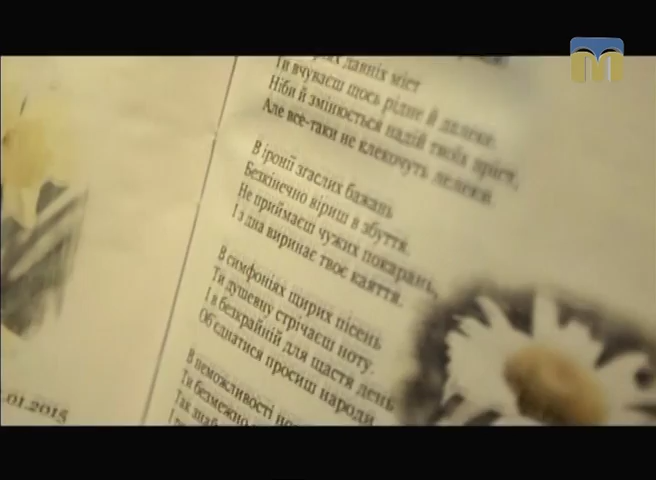 давніх міст
Ти вчуваєш щось рідне й далеке.
Ніби й змінюється надій твоїх
Але все-таки не клекочуть лелеки.
В іронії згаслих бажань
Безкінечно віриш в збуття.
Не приймаєш чужих покарань,
І з дна виринає твоє каяття.
В симфоніях щирих пісень
Ти душевну стрічаєш ноту.
І в безкрайній для щастя день
Об'єднатися просиш народи
В неможливості
Ти безмежно
Так
.01.2015